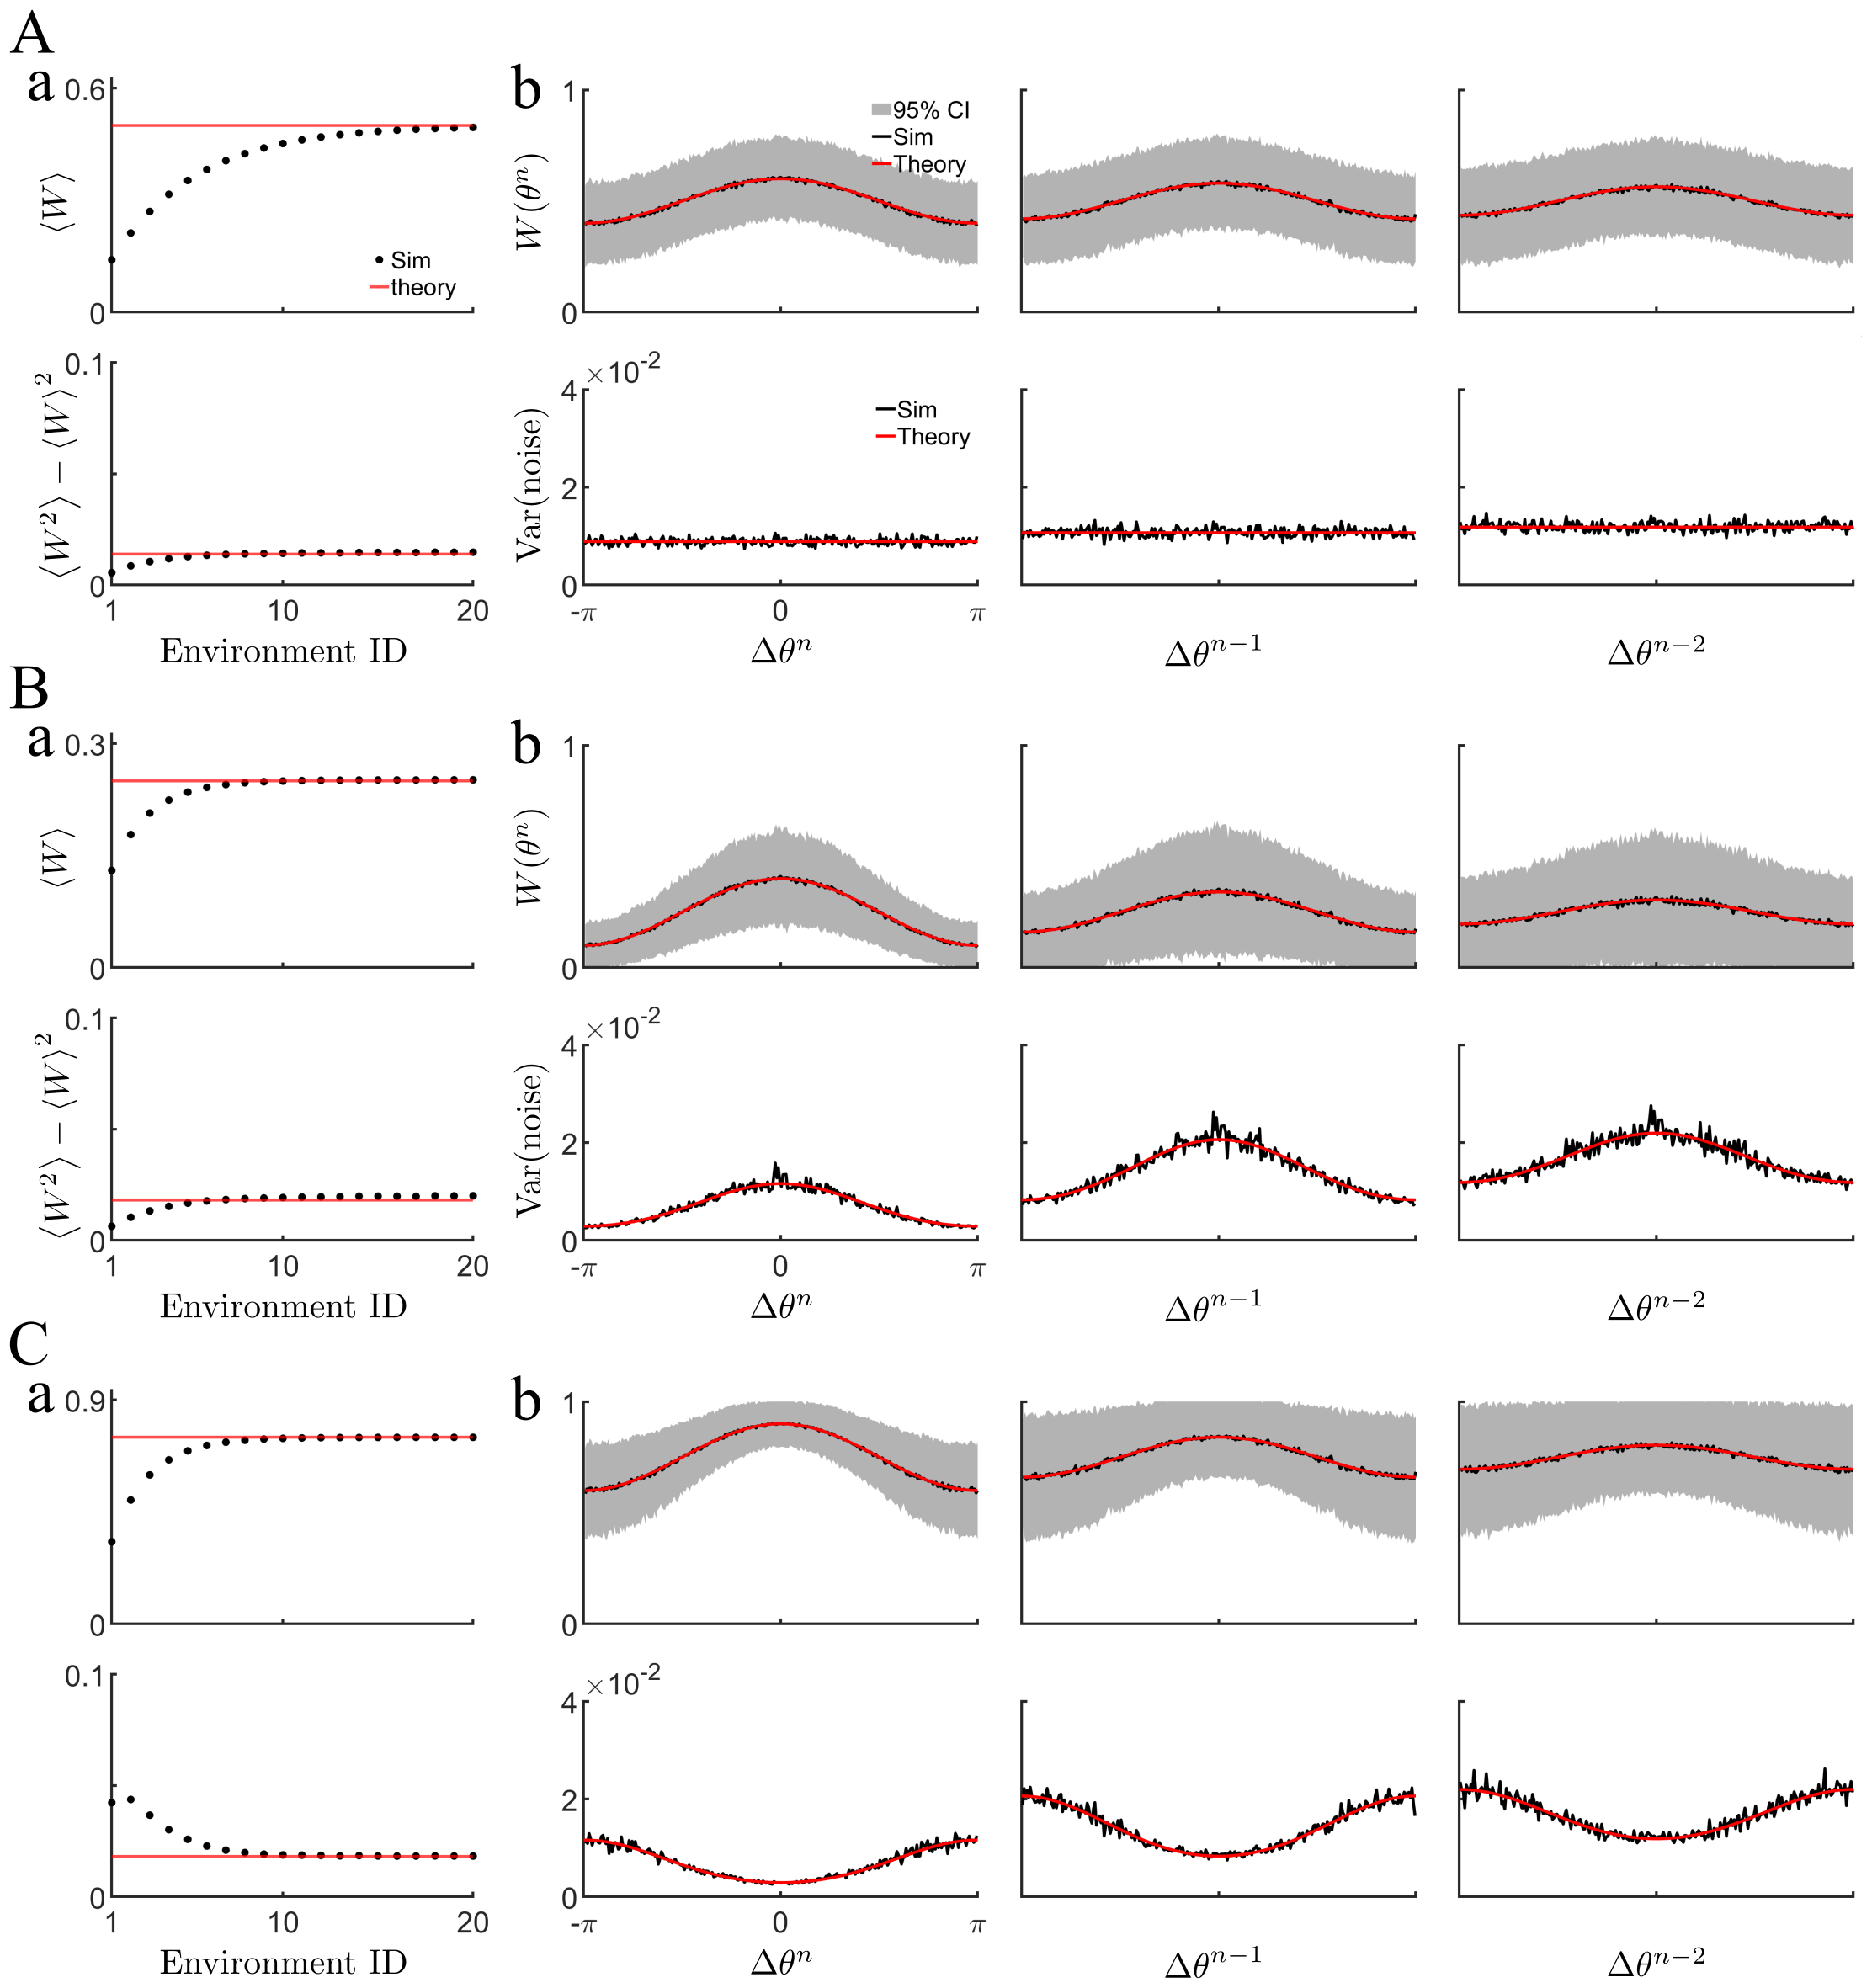 A
a
0.6
0
⟨W⟩
Sim
theory
b
1
0
W(θⁿ)
95% CI
Sim
Theory
0.1
0
⟨W²⟩ − ⟨W⟩²
1
10
20
Environment ID
×10⁻²
4
2
0
Var(noise)
Sim
Theory
-π
0
π
Δθⁿ
Δθⁿ⁻¹
Δθⁿ⁻²
B
a
0.3
0
⟨W⟩
b
1
0
W(θⁿ)
0.1
0
⟨W²⟩ − ⟨W⟩²
1
10
20
Environment ID
×10⁻²
4
2
0
Var(noise)
-π
0
π
Δθⁿ
Δθⁿ⁻¹
Δθⁿ⁻²
C
a
0.9
0
b
1
0
0.1
0
1
10
20
Environment ID
×10⁻²
4
2
0
-π
0
π
Δθⁿ
Δθⁿ⁻¹
Δθⁿ⁻²